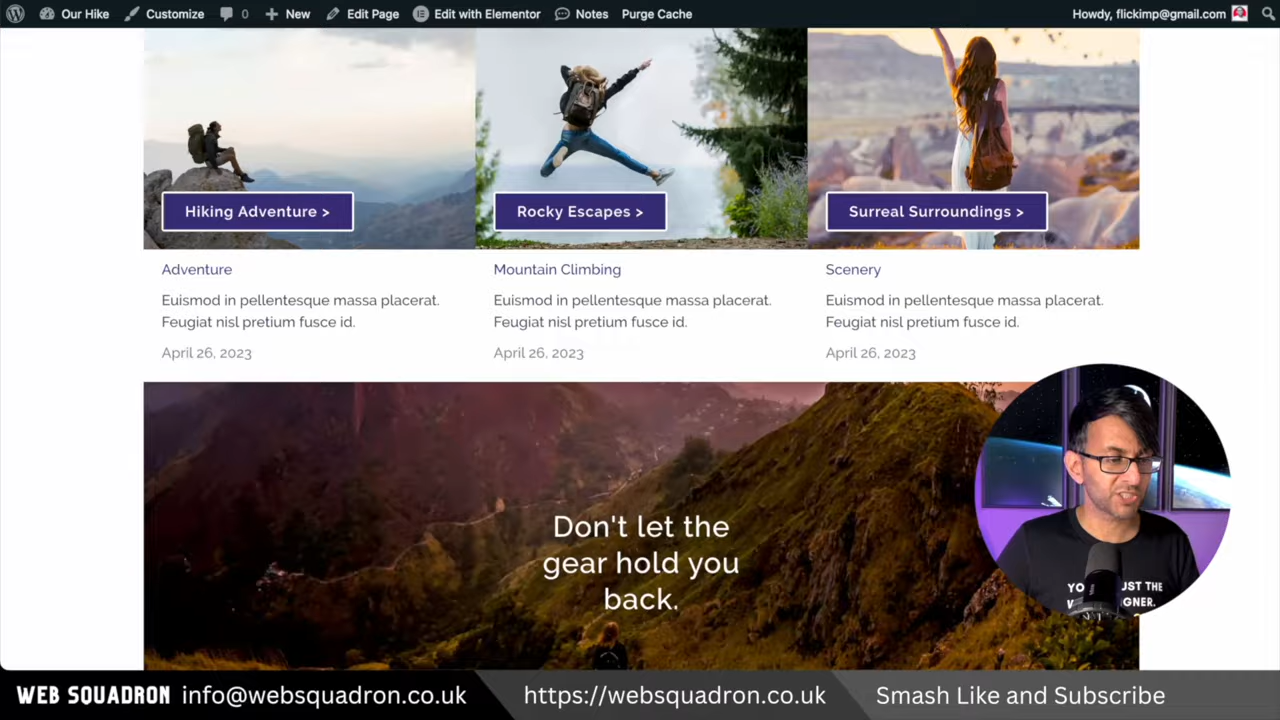 Our Hike
Customize
0
New
Edit Page
Edit with Elementor
Notes
Purge Cache
Howdy, flickimp@gmail.com
Hiking Adventure >
Rocky Escapes >
Surreal Surroundings >
Adventure
Mountain Climbing
Scenery
Euismod in pellentesque massa placerat.
Feugiat nisl pretium fusce id.
Euismod in pellentesque massa placerat.
Feugiat nisl pretium fusce id.
Euismod in pellentesque massa placerat.
Feugiat nisl pretium fusce id.
April 26, 2023
April 26, 2023
April 26, 2023
Don't let the
gear hold you
back.
WEB SQUADRON
info@websquadron.co.uk
https://websquadron.co.uk
Smash Like and Subscribe